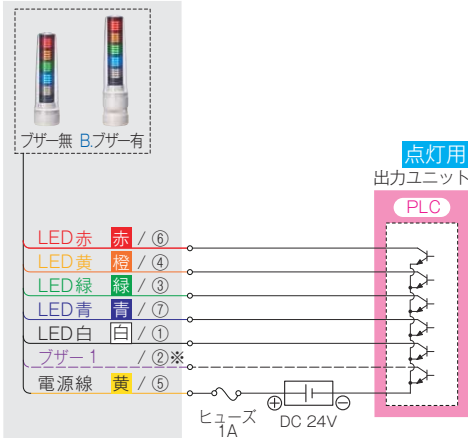 ブザー無 B.ブザー有
点灯用
出力ユニット
PLC
LED赤 赤 / ⑥
LED黄 橙 / ④
LED緑 緑 / ③
LED青 青 / ⑦
LED白 白 / ①
ブザー1 / ②※
電源線 黄 / ⑤
⊕ ⊖
ヒューズ DC 24V
1A